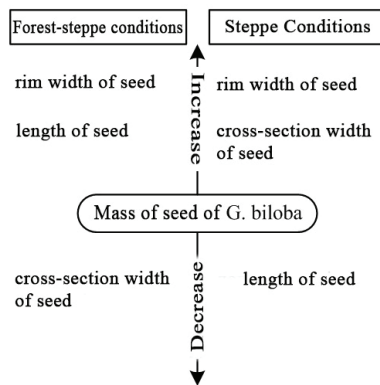 Forest-steppe conditions
Steppe Conditions
rim width of seed
length of seed
Increase
rim width of seed
cross-section width
of seed
Mass of seed of G. biloba
cross-section width
of seed
Decrease
length of seed